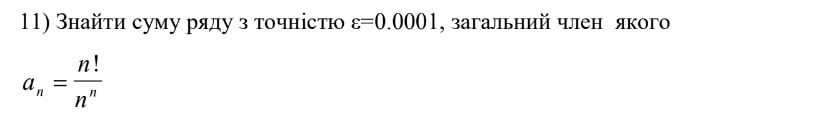 11) Знайти суму ряду з точністю ε=0.0001, загальний член якого
aₙ = n! / nⁿ